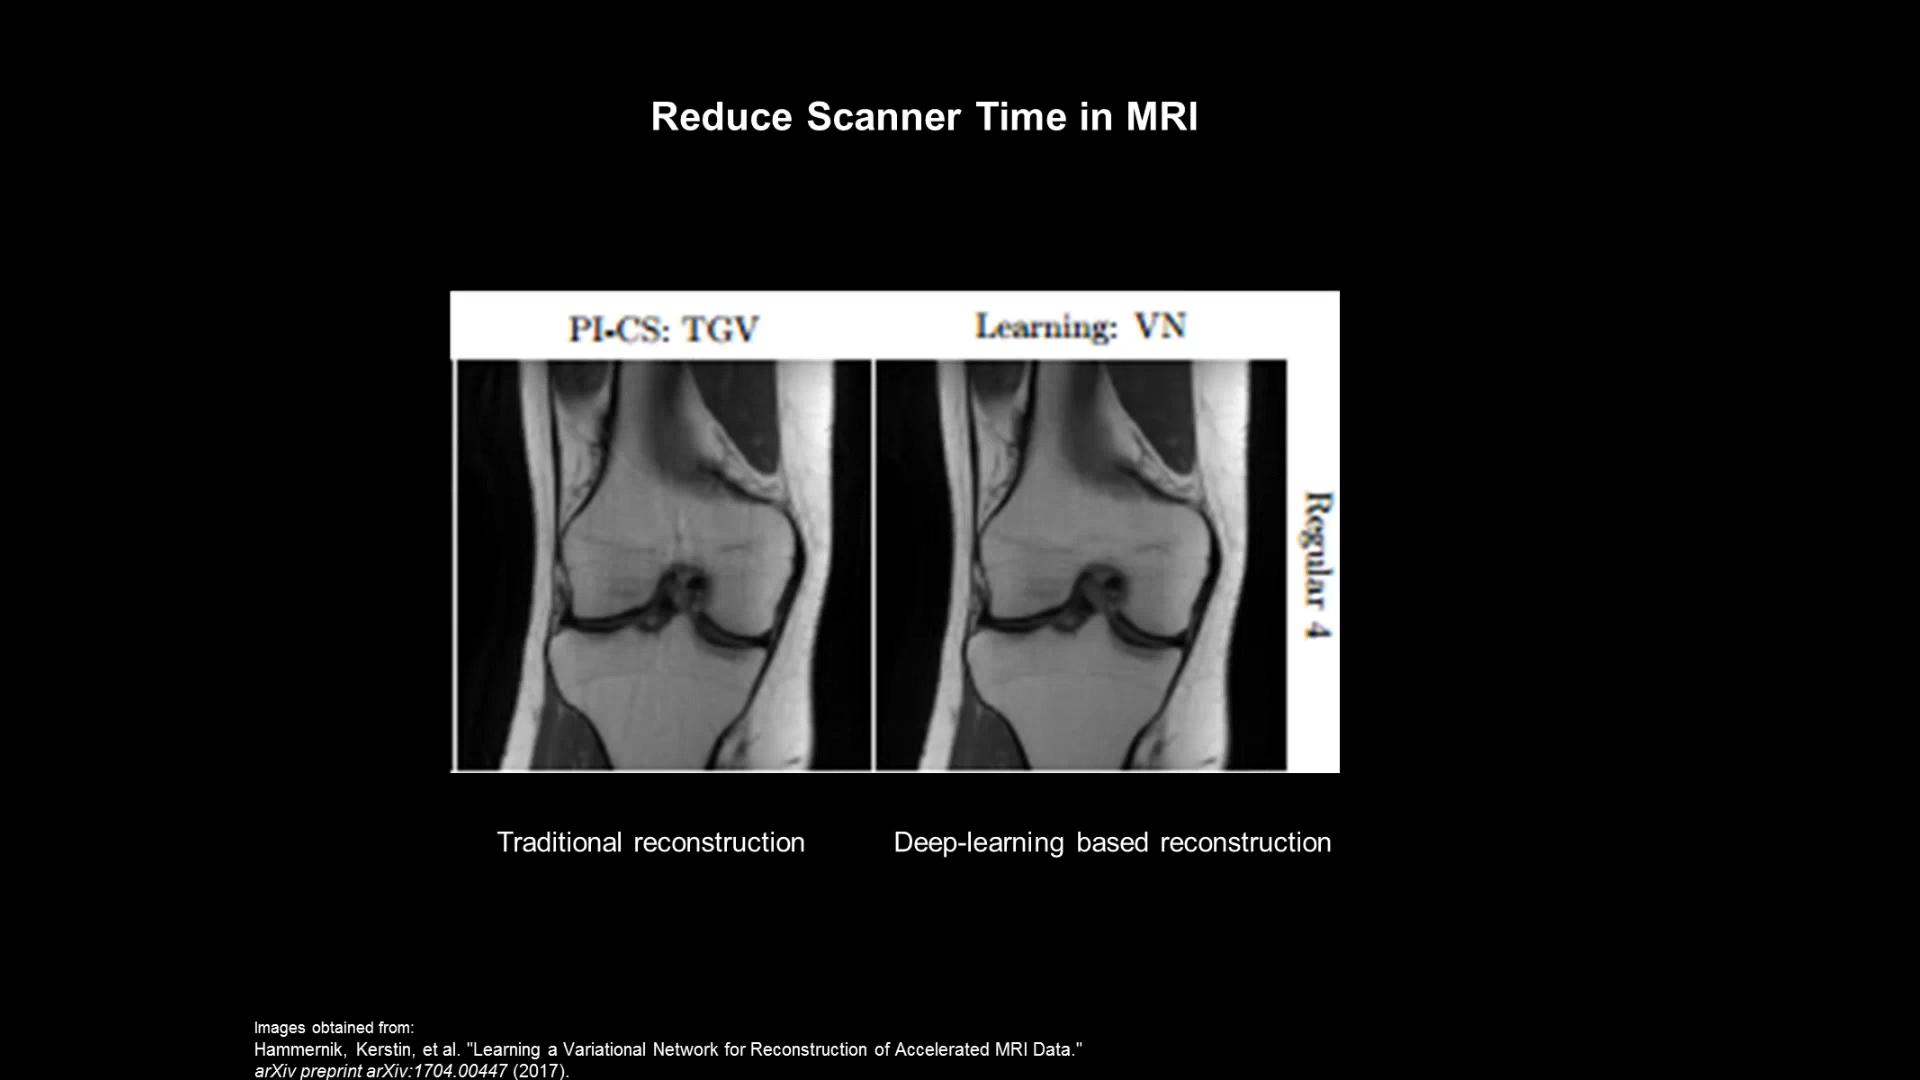 Reduce Scanner Time in MRI
PI-CS: TGV
Learning: VN
Regular 4
Traditional reconstruction
Deep-learning based reconstruction
Images obtained from:
Hammernik, Kerstin, et al. "Learning a Variational Network for Reconstruction of Accelerated MRI Data."
arXiv preprint arXiv:1704.00447 (2017).